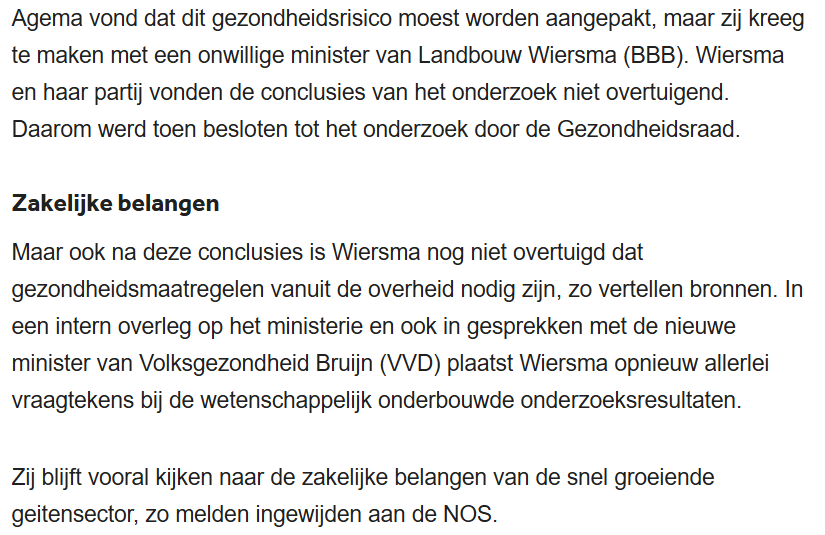 Agema vond dat dit gezondheidsrisico moest worden aangepakt, maar zij kreeg
te maken met een onwillige minister van Landbouw Wiersma (BBB). Wiersma
en haar partij vonden de conclusies van het onderzoek niet overtuigend.
Daarom werd toen besloten tot het onderzoek door de Gezondheidsraad.
Zakelijke belangen
Maar ook na deze conclusies is Wiersma nog niet overtuigd dat
gezondheidsmaatregelen vanuit de overheid nodig zijn, zo vertellen bronnen. In
een intern overleg op het ministerie en ook in gesprekken met de nieuwe
minister van Volksgezondheid Bruijn (VVD) plaatst Wiersma opnieuw allerlei
vraagtekens bij de wetenschappelijk onderbouwde onderzoeksresultaten.
Zij blijft vooral kijken naar de zakelijke belangen van de snel groeiende
geitensector, zo melden ingewijden aan de NOS.